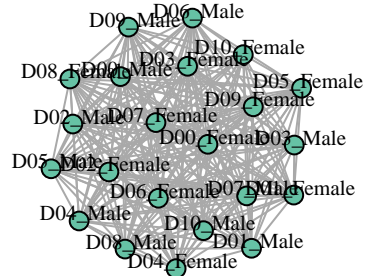 D06_Male
D09_Male
D10_Female
D03_Female
D08_Female
D00_Male
D05_Female
D09_Female
D07_Female
D02_Male
D00_Female
D03_Male
D05_Male
D02_Female
D06_Female
D07_Male
D01_Female
D04_Male
D10_Male
D08_Male
D01_Male
D04_Female